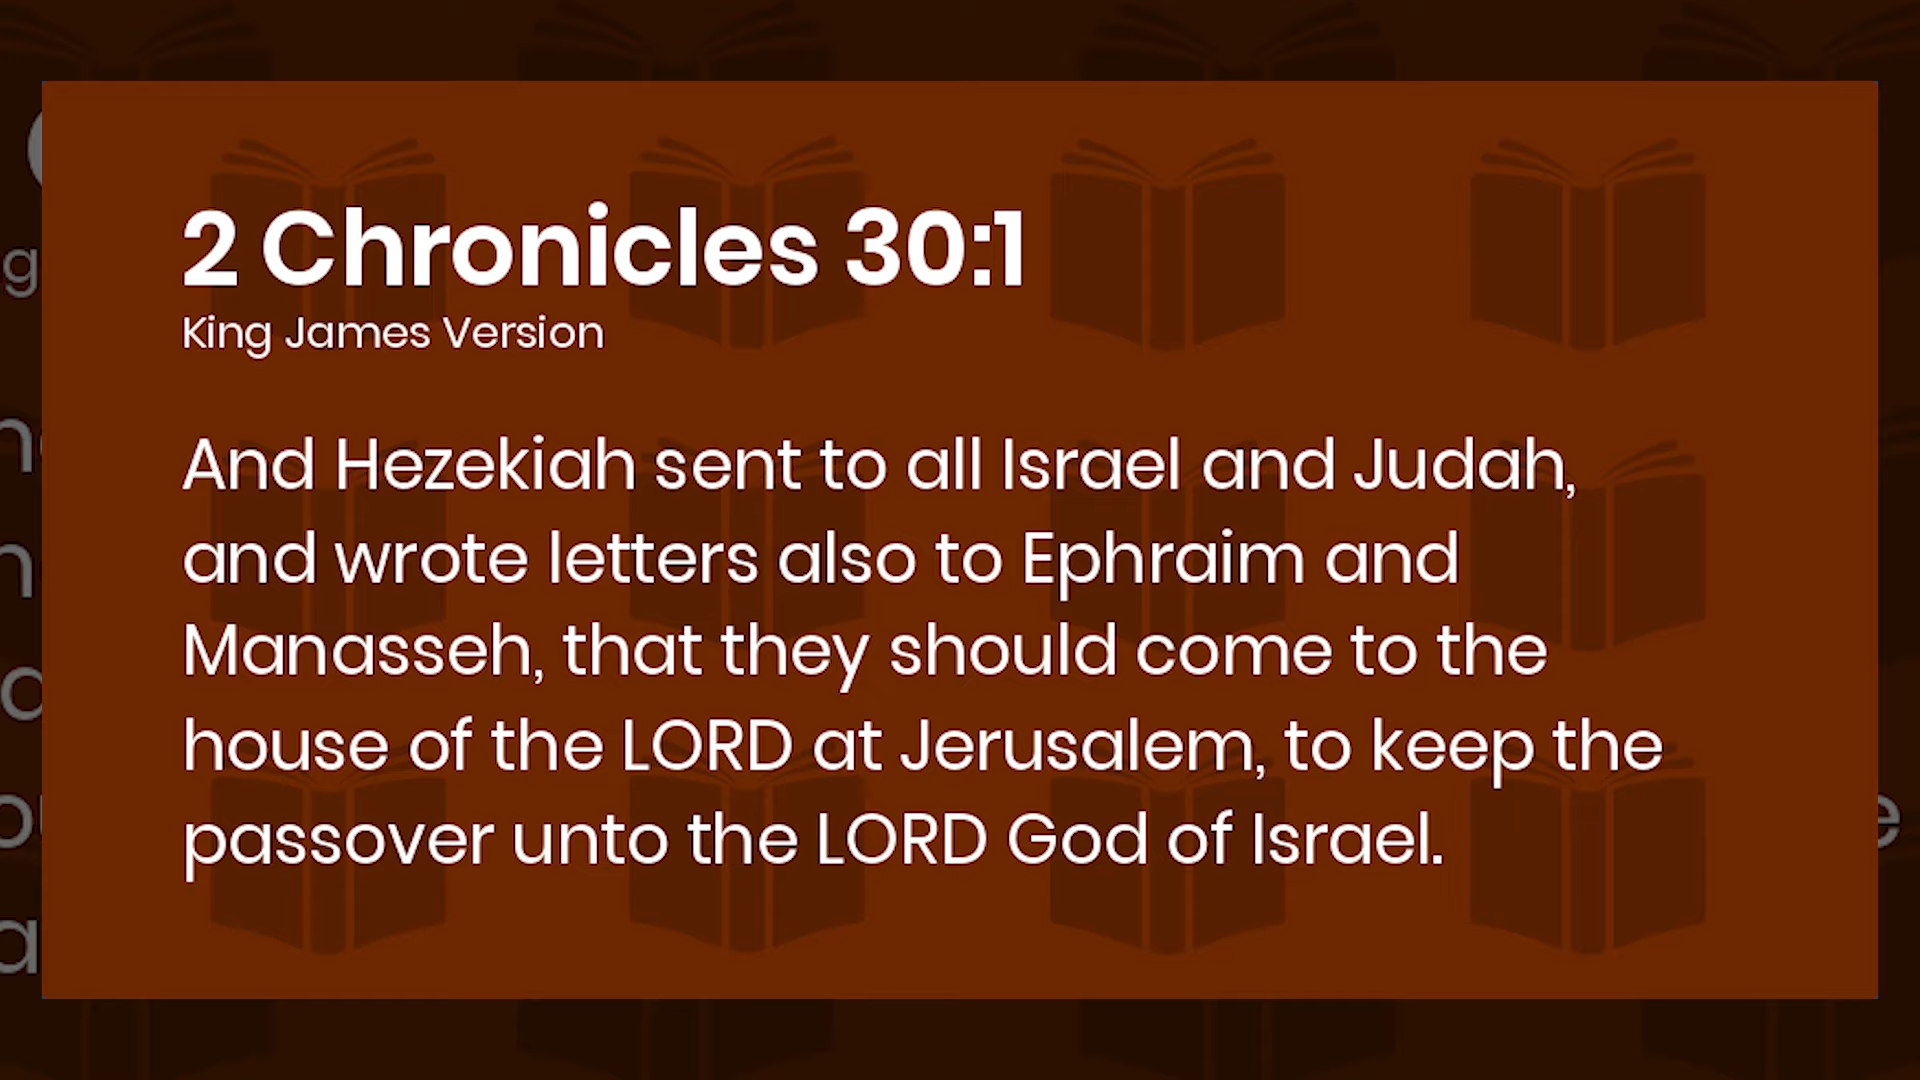 2 Chronicles 30:1
King James Version
And Hezekiah sent to all Israel and Judah,
and wrote letters also to Ephraim and
Manasseh, that they should come to the
house of the LORD at Jerusalem, to keep the
passover unto the LORD God of Israel.